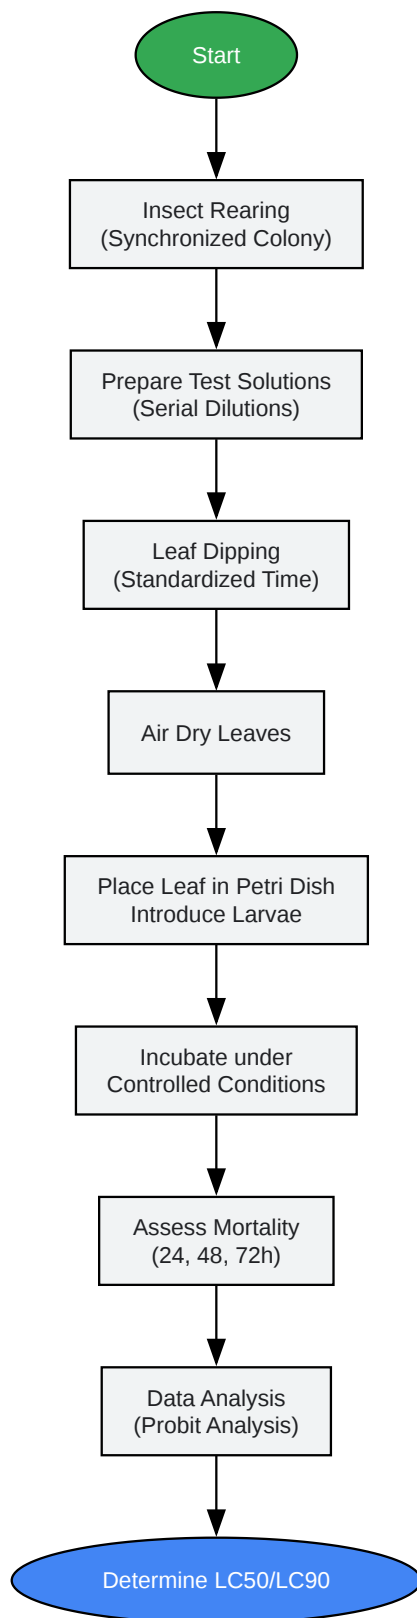 Start
Insect Rearing
(Synchronized Colony)
Prepare Test Solutions
(Serial Dilutions)
Leaf Dipping
(Standardized Time)
Air Dry Leaves
Place Leaf in Petri Dish
Introduce Larvae
Incubate under
Controlled Conditions
Assess Mortality
(24, 48, 72h)
Data Analysis
(Probit Analysis)
Determine LC50/LC90